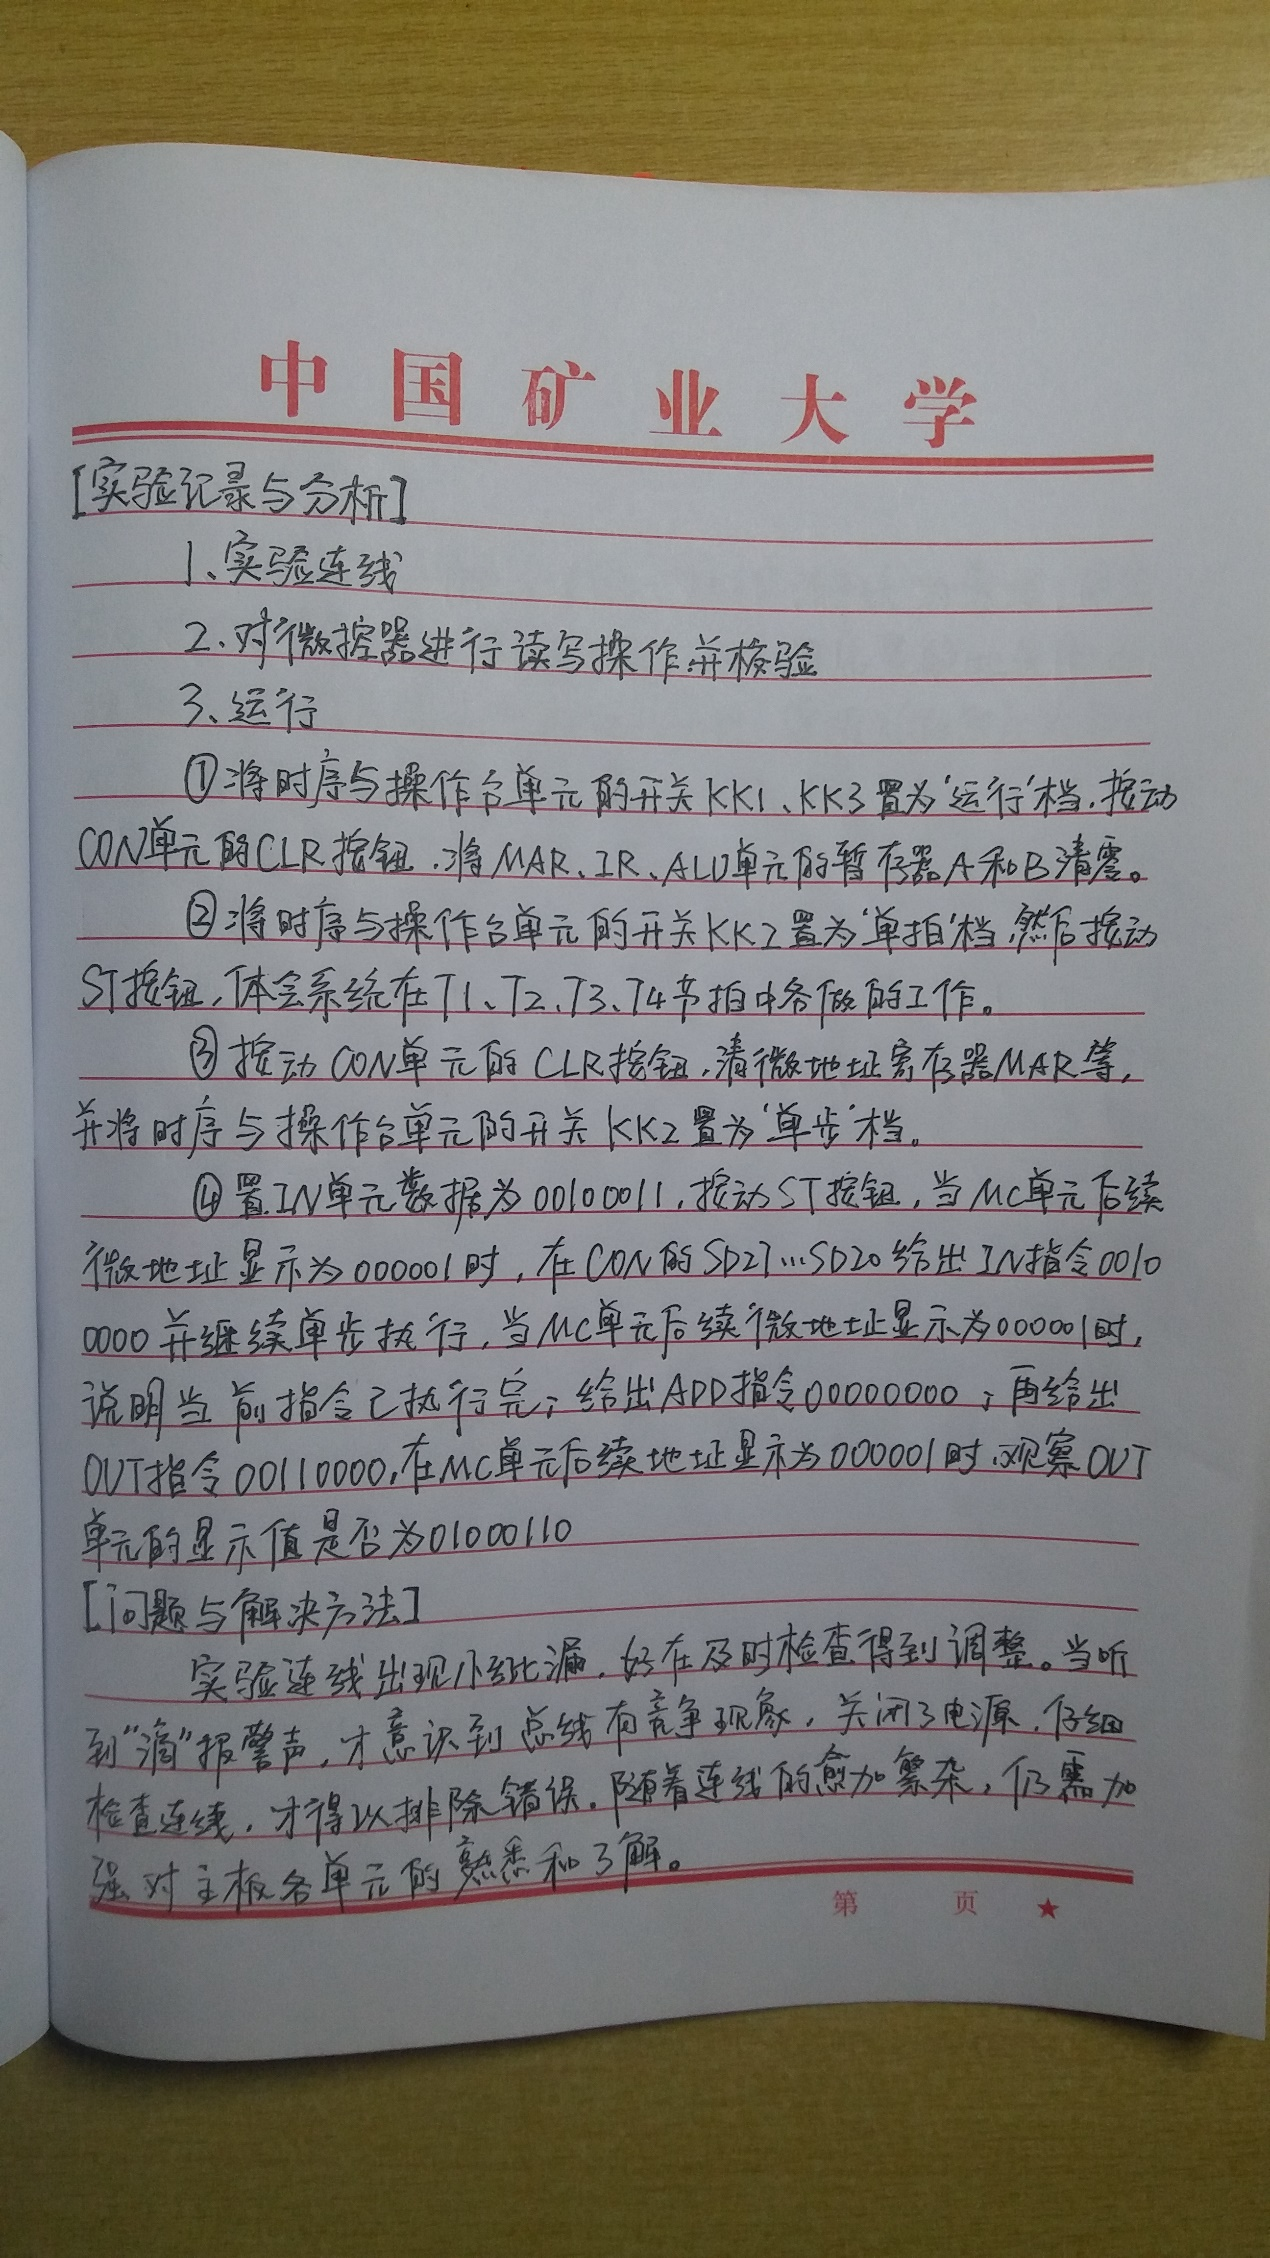 中国矿业大学
[实验记录与分析]
1、实验连线
2、对微控器进行读写操作并校验
3、运行
①将时序与操作台单元的开关KK1、KK3置为'运行'档,按动
CON单元的CLR按钮,将MAR、IR、ALU单元的暂存器A和B清零。
②将时序与操作台单元的开关KK2置为'单拍'档,然后按动
ST按钮,体会系统在T1、T2、T3、T4节拍中各做的工作。
③按动CON单元的CLR按钮,清微地址寄存器MAR等,
并将时序与操作台单元的开关KK2置为'单步'档。
④置IN单元数据为00100011,按动ST按钮,当MC单元后续
微地址显示为000001时,在CON的SD27...SD20给出IN指令0010
0000并继续单步执行,当MC单元后续微地址显示为000001时,
说明当前指令已执行完;给出ADD指令00000000;再给出
OUT指令00110000,在MC单元后续地址显示为000001时,观察OUT
单元的显示值是否为01000110
[问题与解决方法]
实验连线出现小纰漏,好在及时检查得到调整。当听
到"滴"报警声,才意识到总线有竞争现象,关闭了电源,仔细
检查连线,才得以排除错误。随着连线的愈加繁杂,仍需加
强对主板各单元的熟悉和了解。
第 页 ★